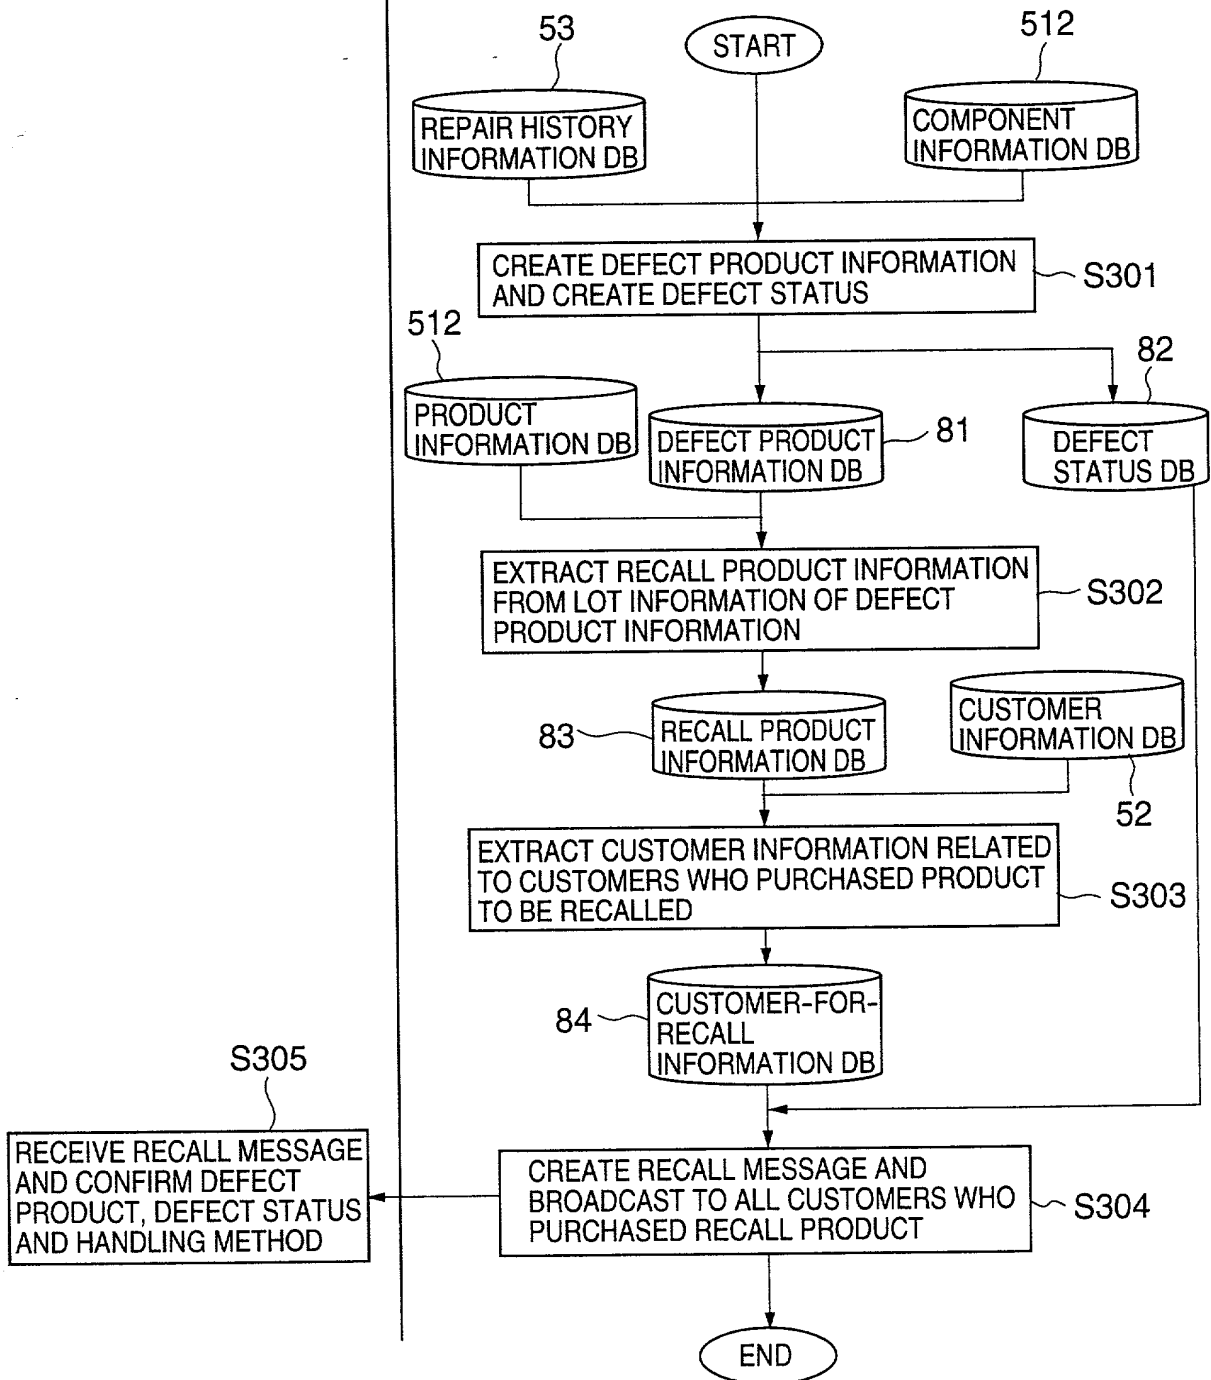 53
START
512
REPAIR HISTORY
INFORMATION DB
COMPONENT
INFORMATION DB
CREATE DEFECT PRODUCT INFORMATION
AND CREATE DEFECT STATUS
S301
512
82
PRODUCT
INFORMATION DB
DEFECT PRODUCT
INFORMATION DB
81
DEFECT
STATUS DB
EXTRACT RECALL PRODUCT INFORMATION
FROM LOT INFORMATION OF DEFECT
PRODUCT INFORMATION
S302
83
RECALL PRODUCT
INFORMATION DB
CUSTOMER
INFORMATION DB
52
EXTRACT CUSTOMER INFORMATION RELATED
TO CUSTOMERS WHO PURCHASED PRODUCT
TO BE RECALLED
S303
84
CUSTOMER-FOR-
RECALL
INFORMATION DB
S305
RECEIVE RECALL MESSAGE
AND CONFIRM DEFECT
PRODUCT, DEFECT STATUS
AND HANDLING METHOD
CREATE RECALL MESSAGE AND
BROADCAST TO ALL CUSTOMERS WHO
PURCHASED RECALL PRODUCT
S304
END